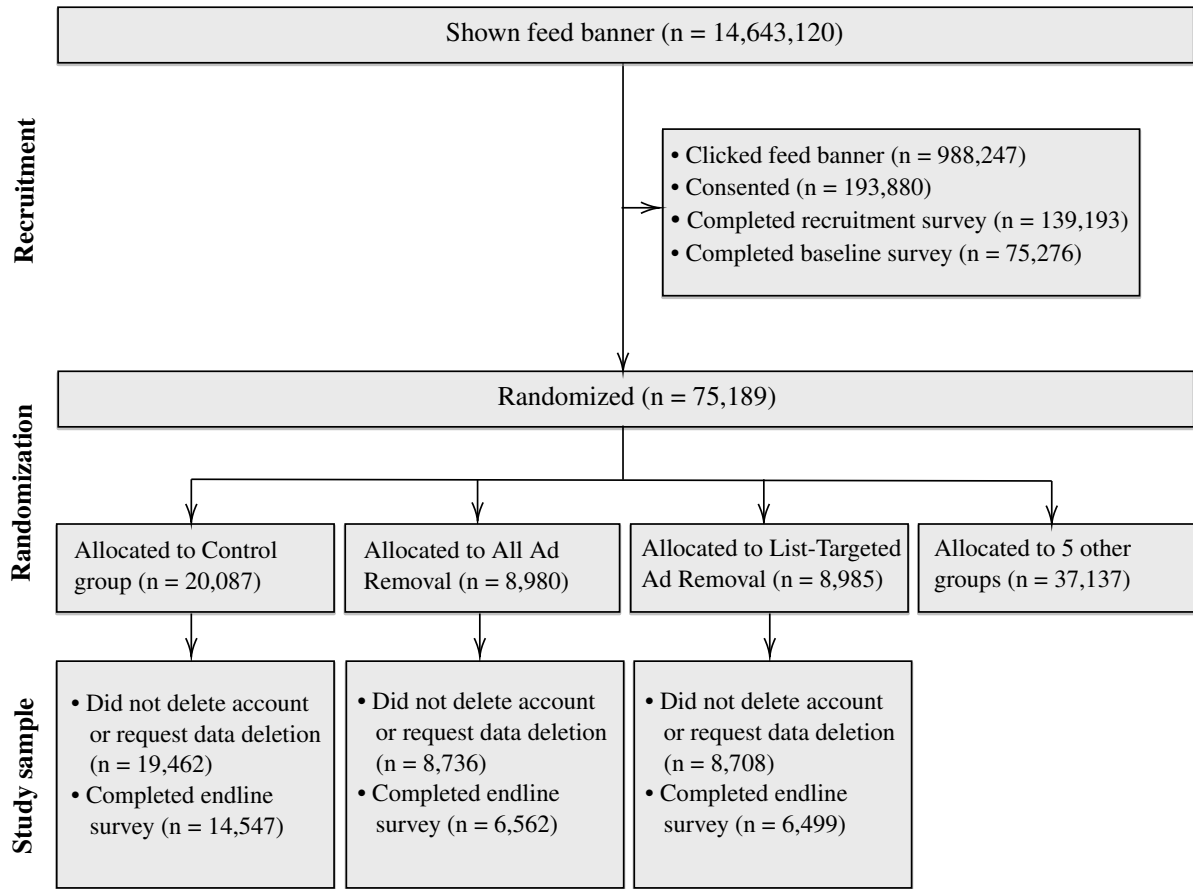 Shown feed banner (n = 14,643,120)
Recruitment
• Clicked feed banner (n = 988,247)
• Consented (n = 193,880)
• Completed recruitment survey (n = 139,193)
• Completed baseline survey (n = 75,276)
Randomized (n = 75,189)
Randomization
Allocated to Control
group (n = 20,087)
Allocated to All Ad
Removal (n = 8,980)
Allocated to List-Targeted
Ad Removal (n = 8,985)
Allocated to 5 other
groups (n = 37,137)
Study sample
• Did not delete account
or request data deletion
(n = 19,462)
• Completed endline
survey (n = 14,547)
• Did not delete account
or request data deletion
(n = 8,736)
• Completed endline
survey (n = 6,562)
• Did not delete account
or request data deletion
(n = 8,708)
• Completed endline
survey (n = 6,499)